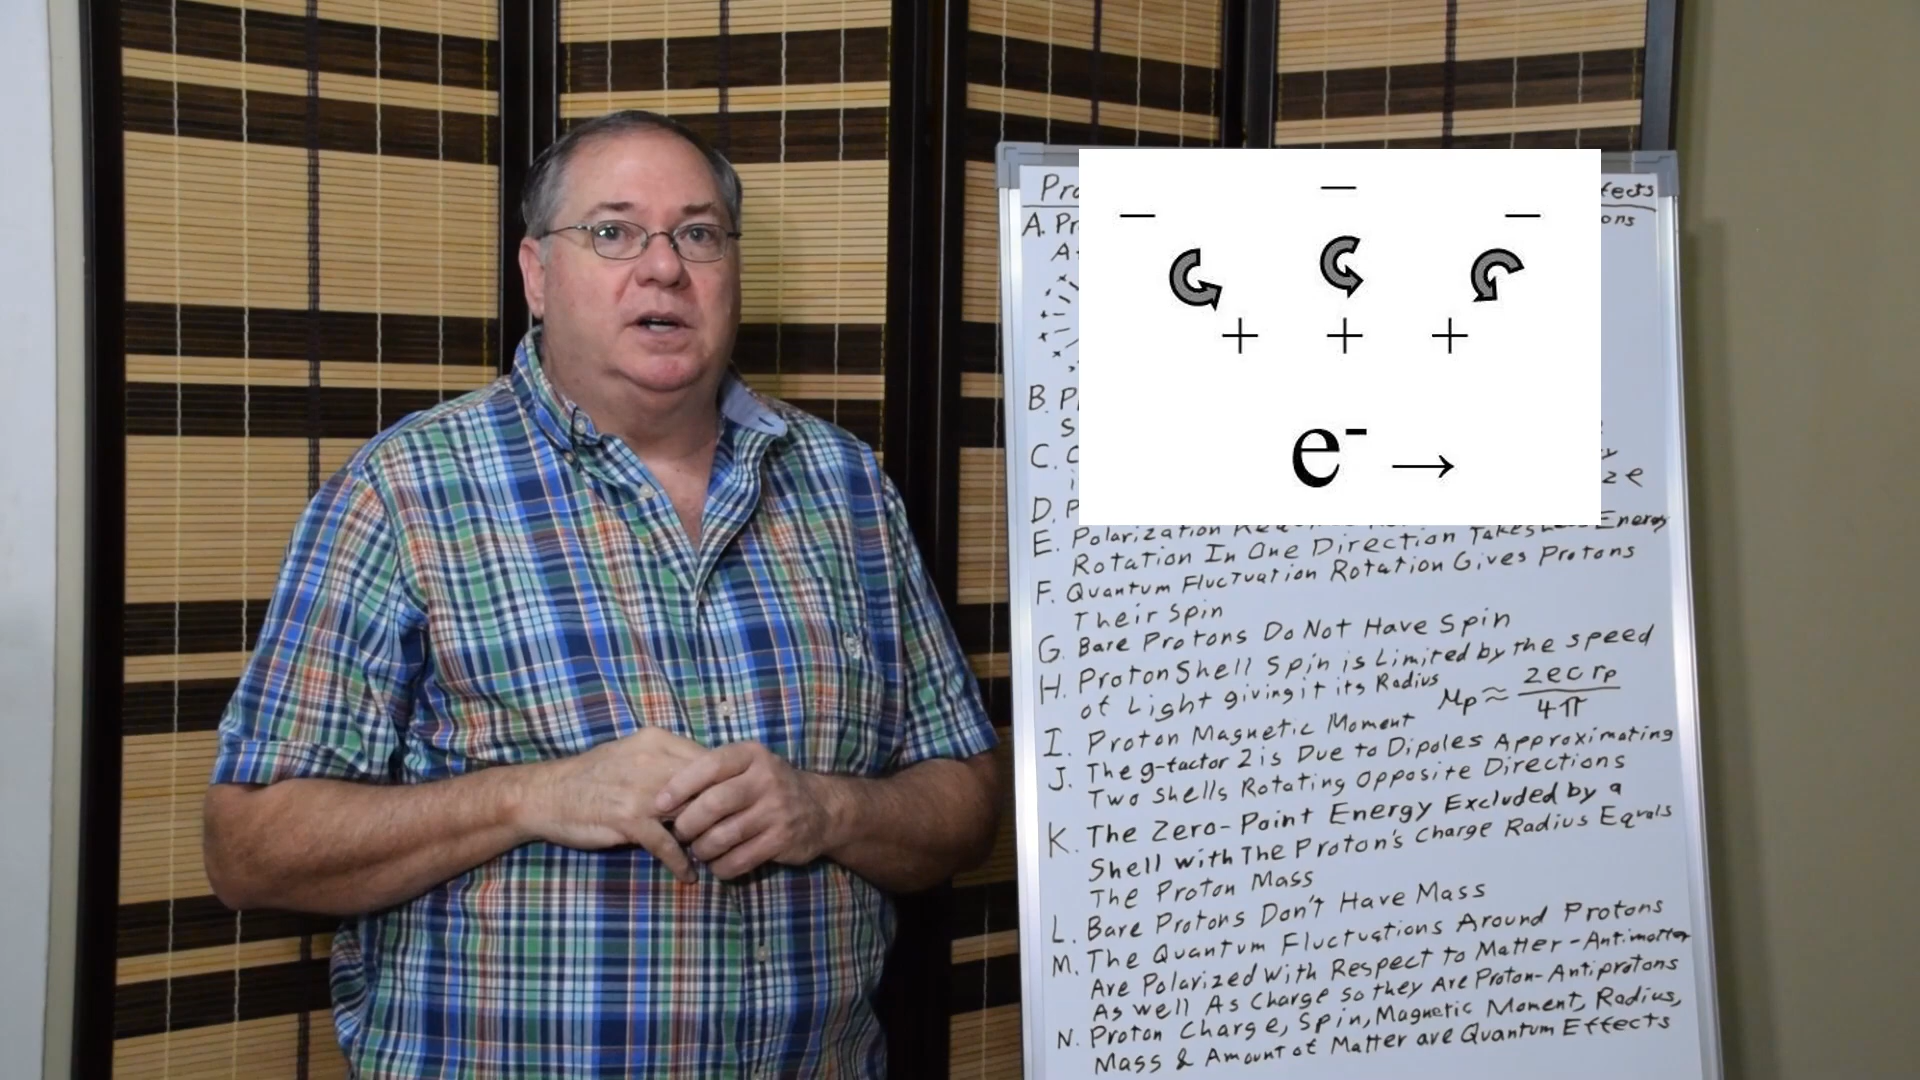 Pro fects
A. Pr ons
A
− − −
+ + +
e⁻ →
B. P
S
C. C y
i ze
D. P
E. Polarization Energy
Rotation In One Direction Takes
F. Quantum Fluctuation Rotation Gives Protons
Their Spin
G. Bare Protons Do Not Have Spin
H. Proton Shell Spin is Limited by the speed
of Light giving it its Radius
I. Proton Magnetic Moment Mp ≈ 2ecrp / 4π
J. The g-factor 2 is Due to Dipoles Approximating
Two Shells Rotating Opposite Directions
K. The Zero-Point Energy Excluded by a
Shell with The Proton's Charge Radius Equals
The Proton Mass
L. Bare Protons Don't Have Mass
M. The Quantum Fluctuations Around Protons
Are Polarized With Respect to Matter-Antimatter
As well As Charge so they Are Proton-Antiprotons
N. Proton Charge, Spin, Magnetic Moment, Radius,
Mass & Amount of Matter are Quantum Effects